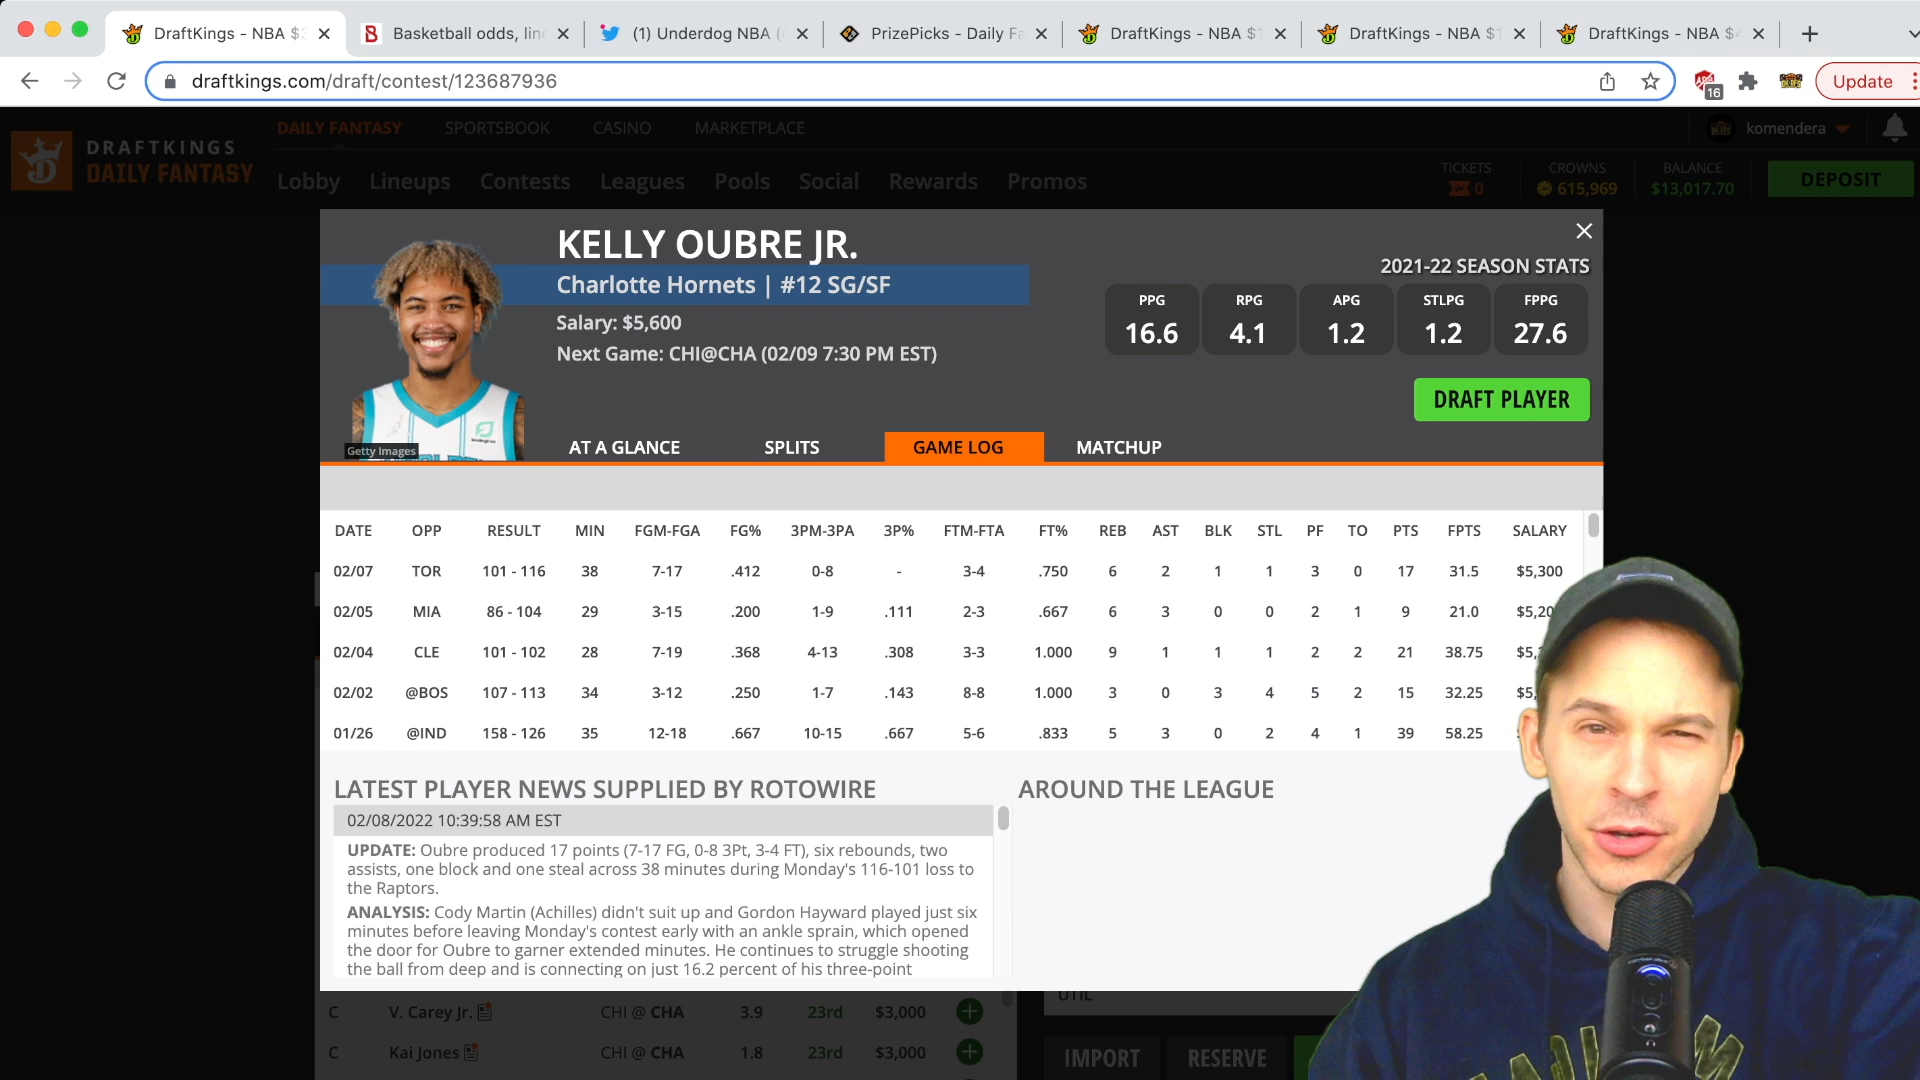 DraftKings - NBA $
Basketball odds, lin
(1) Underdog NBA (
PrizePicks - Daily Fa
DraftKings - NBA $1
DraftKings - NBA $1
DraftKings - NBA $4
draftkings.com/draft/contest/123687936
16
Update
DAILY FANTASY SPORTSBOOK CASINO MARKETPLACE
komendera
DRAFTKINGS
DAILY FANTASY
Lobby Lineups Contests Leagues Pools Social Rewards Promos
TICKETS
0
CROWNS
615,969
BALANCE
$13,017.70
DEPOSIT
KELLY OUBRE JR.
Charlotte Hornets | #12 SG/SF
Salary: $5,600
Next Game: CHI@CHA (02/09 7:30 PM EST)
2021-22 SEASON STATS
PPG RPG APG STLPG FPPG
16.6 4.1 1.2 1.2 27.6
DRAFT PLAYER
Getty Images
AT A GLANCE SPLITS GAME LOG MATCHUP
DATE OPP RESULT MIN FGM-FGA FG% 3PM-3PA 3P% FTM-FTA FT% REB AST BLK STL PF TO PTS FPTS SALARY
02/07 TOR 101 - 116 38 7-17 .412 0-8 - 3-4 .750 6 2 1 1 3 0 17 31.5 $5,300
02/05 MIA 86 - 104 29 3-15 .200 1-9 .111 2-3 .667 6 3 0 0 2 1 9 21.0 $5,20
02/04 CLE 101 - 102 28 7-19 .368 4-13 .308 3-3 1.000 9 1 1 1 2 2 21 38.75 $5,
02/02 @BOS 107 - 113 34 3-12 .250 1-7 .143 8-8 1.000 3 0 3 4 5 2 15 32.25 $5,
01/26 @IND 158 - 126 35 12-18 .667 10-15 .667 5-6 .833 5 3 0 2 4 1 39 58.25
LATEST PLAYER NEWS SUPPLIED BY ROTOWIRE
02/08/2022 10:39:58 AM EST
UPDATE: Oubre produced 17 points (7-17 FG, 0-8 3Pt, 3-4 FT), six rebounds, two
assists, one block and one steal across 38 minutes during Monday's 116-101 loss to
the Raptors.
ANALYSIS: Cody Martin (Achilles) didn't suit up and Gordon Hayward played just six
minutes before leaving Monday's contest early with an ankle sprain, which opened
the door for Oubre to garner extended minutes. He continues to struggle shooting
the ball from deep and is connecting on just 16.2 percent of his three-point
AROUND THE LEAGUE
C V. Carey Jr. CHI @ CHA 3.9 23rd $3,000
C Kai Jones CHI @ CHA 1.8 23rd $3,000
UTIL
IMPORT RESERVE